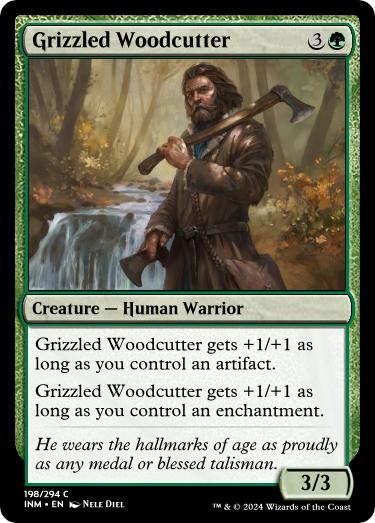 Grizzled Woodcutter 3
Creature — Human Warrior
Grizzled Woodcutter gets +1/+1 as
long as you control an artifact.
Grizzled Woodcutter gets +1/+1 as
long as you control an enchantment.
He wears the hallmarks of age as proudly
as any medal or blessed talisman.
3/3
198/294 C
INM • EN Nele Diel
™ & © 2024 Wizards of the Coast